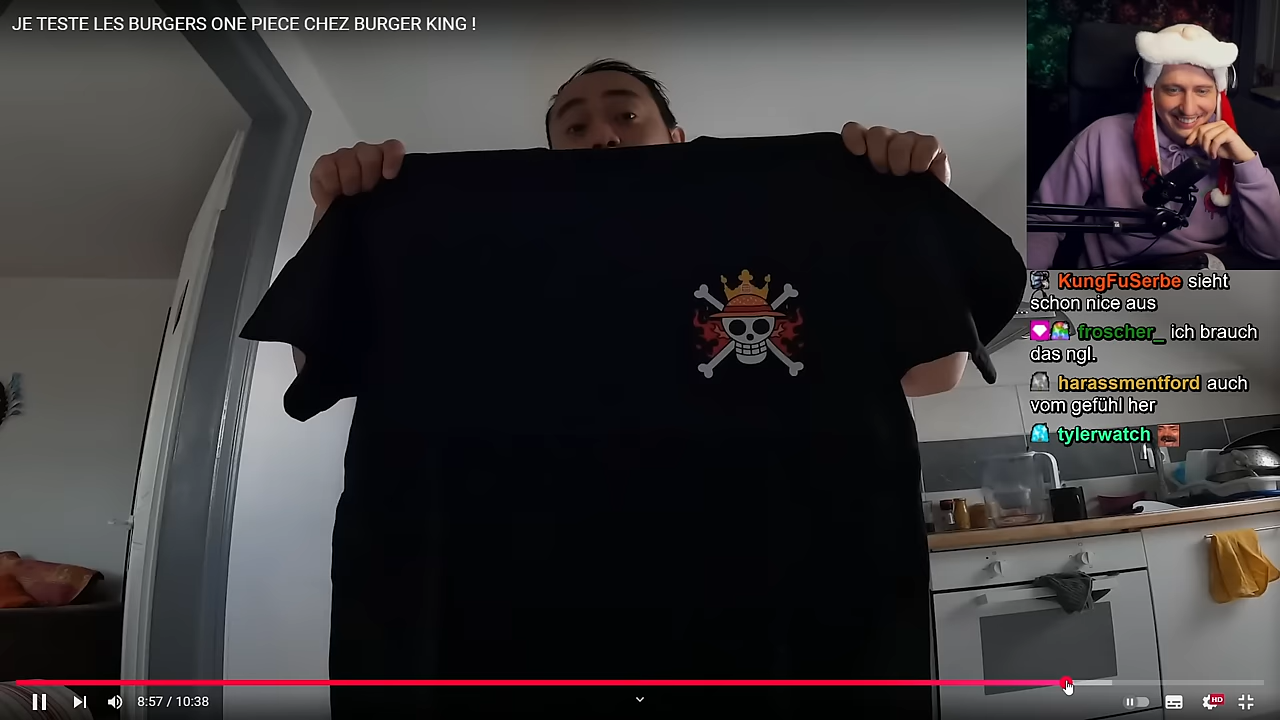 JE TESTE LES BURGERS ONE PIECE CHEZ BURGER KING !
KungFuSerbe sieht
schon nice aus
froscher_ ich brauch
das ngl.
harassmentford auch
vom gefühl her
tylerwatch
8:57 / 10:38
HD